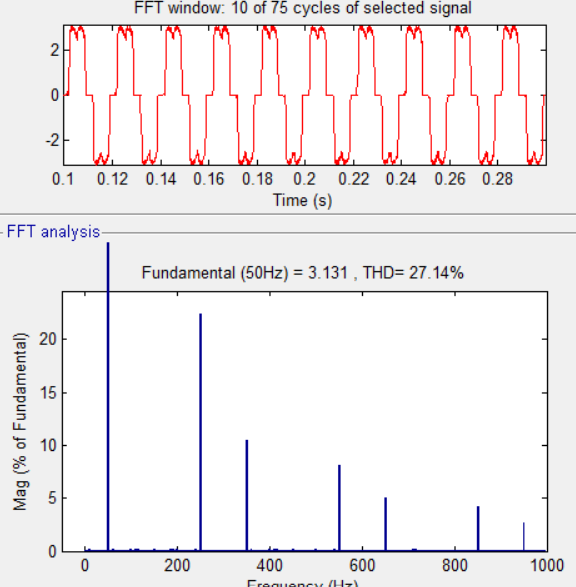 FFT window: 10 of 75 cycles of selected signal
2
0
-2
0.1 0.12 0.14 0.16 0.18 0.2 0.22 0.24 0.26 0.28
Time (s)
FFT analysis
Fundamental (50Hz) = 3.131 , THD= 27.14%
Mag (% of Fundamental)
20
15
10
5
0
0 200 400 600 800 1000
Frequency (Hz)